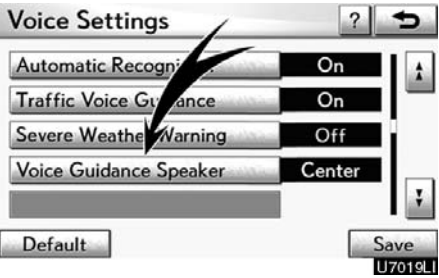 Voice Settings ?
Automatic On
Traffic Voice On
Severe Weather Warning Off
Voice Guidance Speaker Center
Default Save
U7019LI